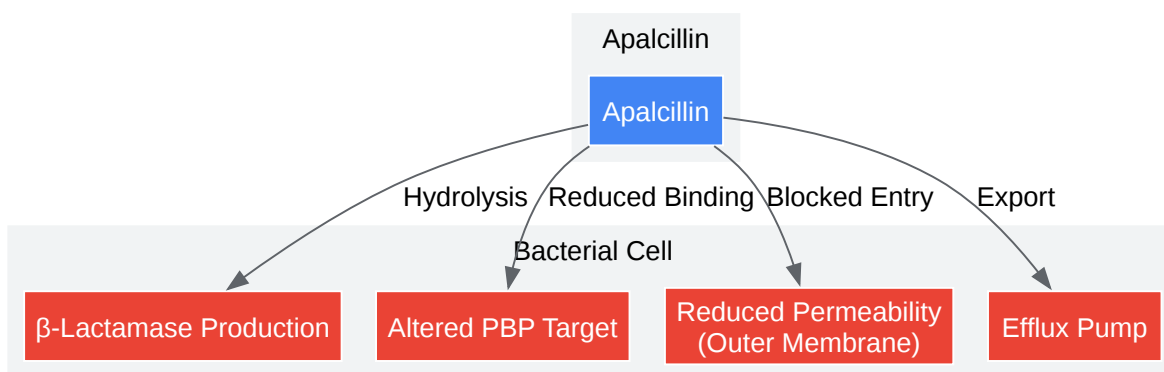 Apalcillin
Apalcillin
Hydrolysis
Reduced Binding
Blocked Entry
Export
Bacterial Cell
β-Lactamase Production
Altered PBP Target
Reduced Permeability
(Outer Membrane)
Efflux Pump